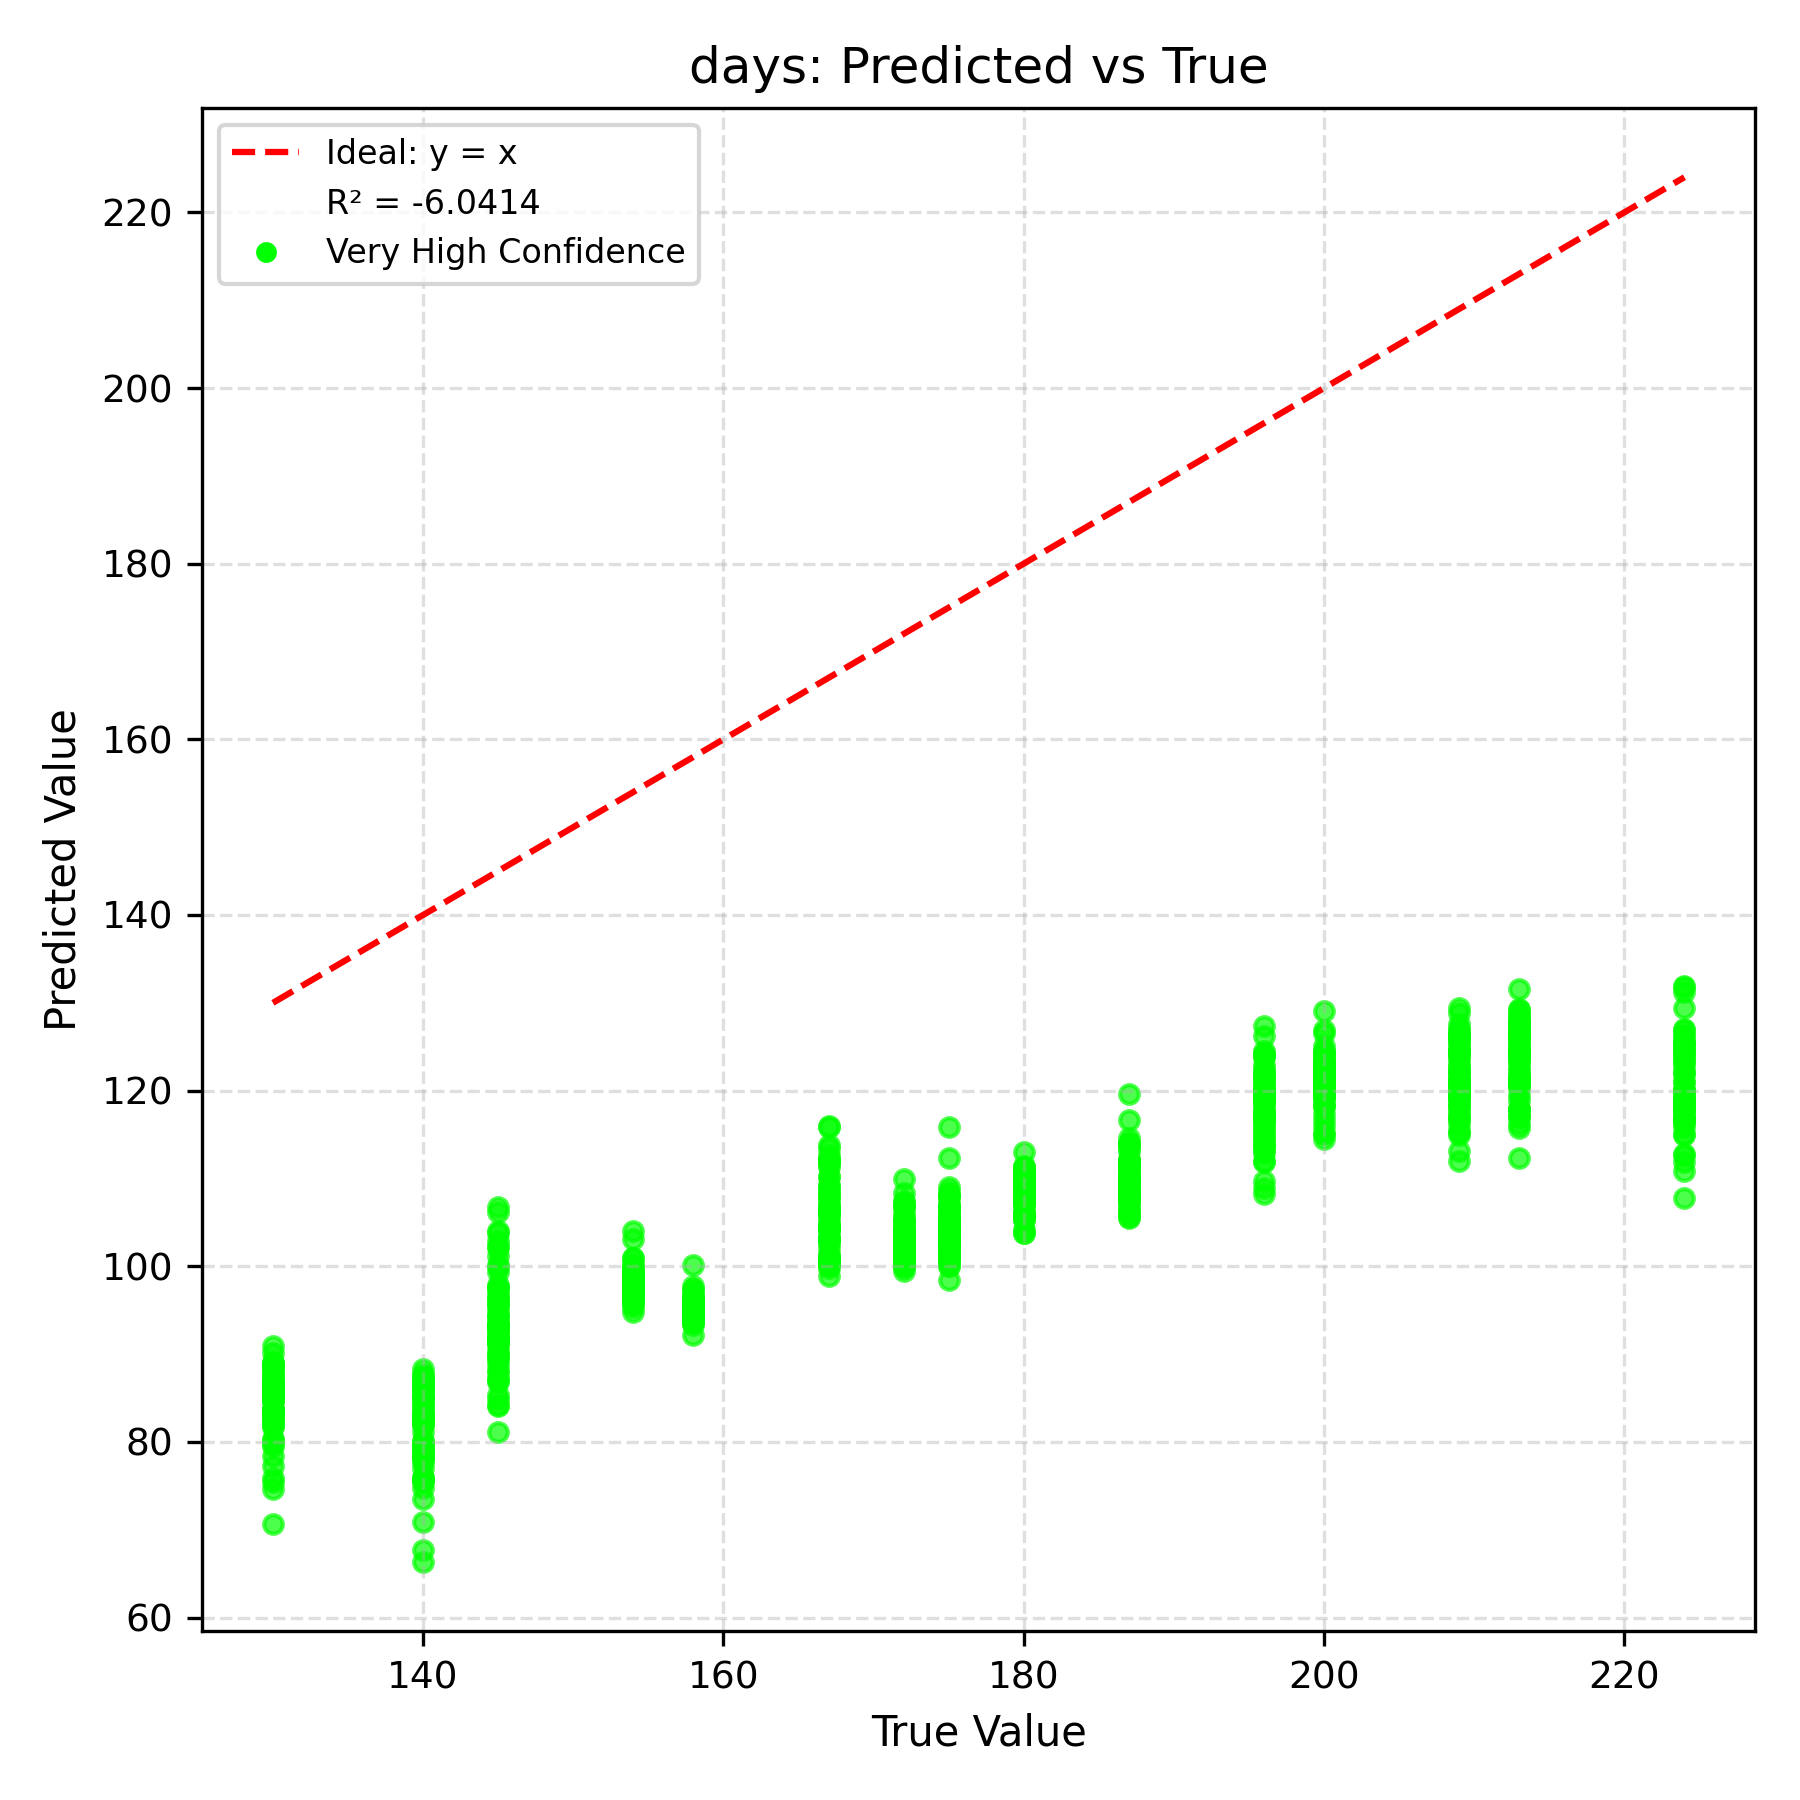 days: Predicted vs True
Ideal: y = x
R² = -6.0414
Very High Confidence
220
200
180
160
140
120
100
80
60
Predicted Value
140 160 180 200 220
True Value